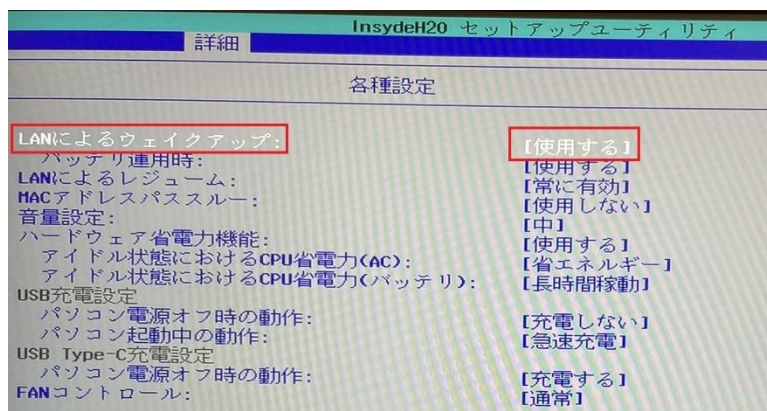 InsydeH20 セットアップユーティリティ
詳細
各種設定
LANによるウェイクアップ: [使用する]
バッテリ運用時: [使用する]
LANによるレジューム: [常に有効]
MACアドレスパススルー: [使用しない]
音量設定: [中]
ハードウェア省電力機能: [使用する]
アイドル状態におけるCPU省電力(AC): [省エネルギー]
アイドル状態におけるCPU省電力(バッテリ): [長時間稼動]
USB充電設定
パソコン電源オフ時の動作: [充電しない]
パソコン起動中の動作: [急速充電]
USB Type-C充電設定
パソコン電源オフ時の動作: [充電する]
FANコントロール: [通常]